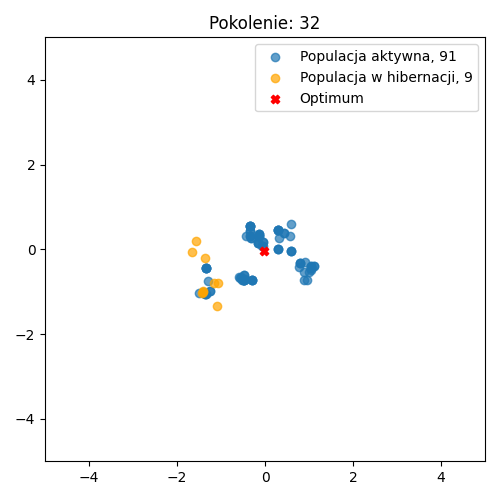 Pokolenie: 32
Populacja aktywna, 91
Populacja w hibernacji, 9
Optimum
4
2
0
−2
−4
−4 −2 0 2 4